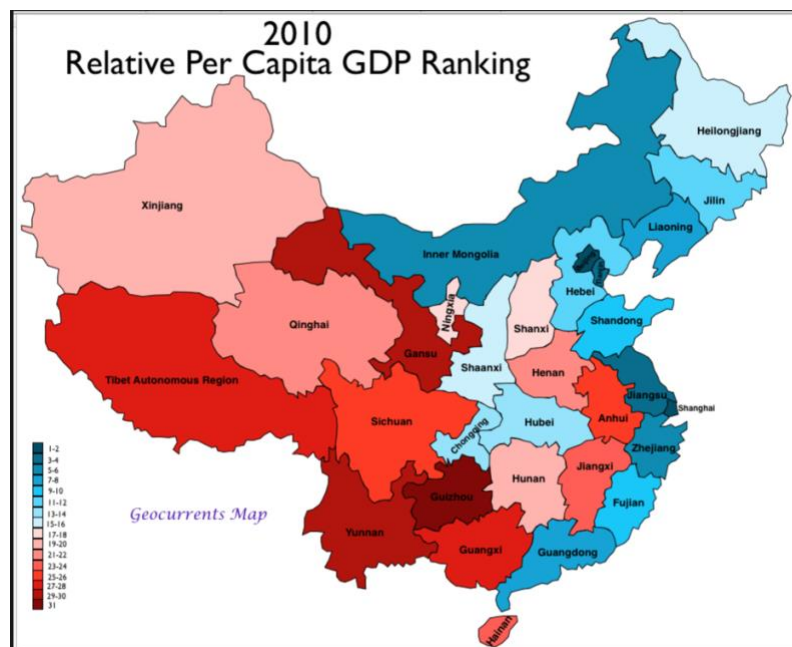 2010
Relative Per Capita GDP Ranking
Heilongjiang
Xinjiang
Jilin
Liaoning
Inner Mongolia
Hebei
Ningxia
Shandong
Qinghai
Shanxi
Gansu
Shaanxi
Henan
Tibet Autonomous Region
Jiangsu
Shanghai
Sichuan
Anhui
Chongqing
Hubei
Zhejiang
Hunan
Jiangxi
Guizhou
Fujian
Yunnan
Guangxi
Guangdong
Hainan
1-2
3-4
5-6
7-8
9-10
11-12
13-14
15-16
17-18
19-20
21-22
23-24
25-26
27-28
29-30
31
Geocurrents Map